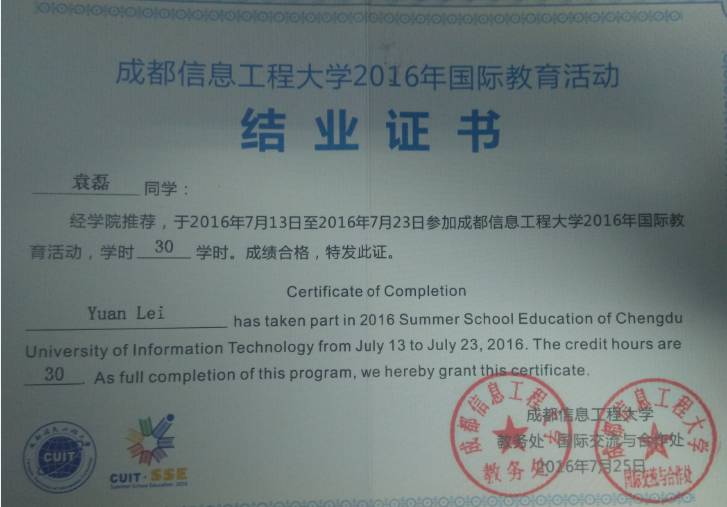 成都信息工程大学2016年国际教育活动
结业证书
袁磊 同学：
经学院推荐，于2016年7月13日至2016年7月23日参加成都信息工程大学2016年国际教
育活动，学时 30 学时。成绩合格，特发此证。
Certificate of Completion
Yuan Lei has taken part in 2016 Summer School Education of Chengdu
University of Information Technology from July 13 to July 23, 2016. The credit hours are
30 . As full completion of this program, we hereby grant this certificate.
成都信息工程大学
教务处 国际交流与合作处
2016年7月25日
成都信息工程大学
教务处
成都信息工程大学
国际交流与合作处
CUIT
CUIT·SSE
Summer School Education 2016